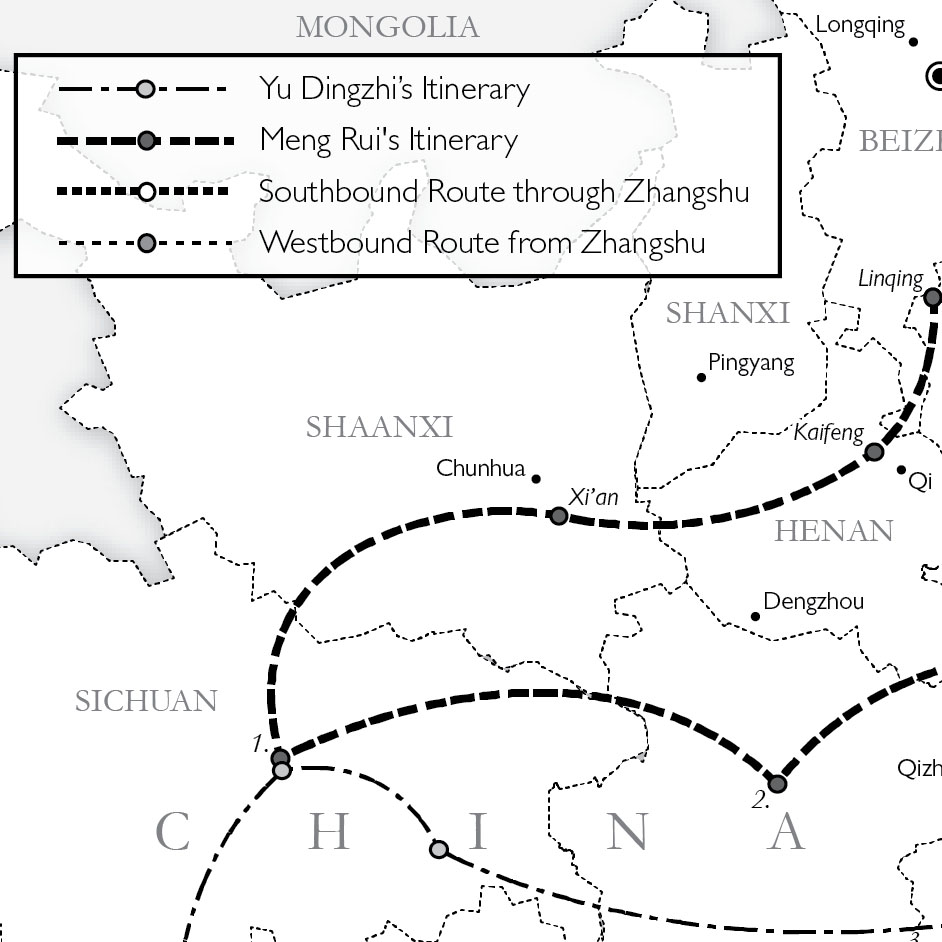 MONGOLIA
Longqing
Yu Dingzhi’s Itinerary
Meng Rui's Itinerary
BEIZI
Southbound Route through Zhangshu
Westbound Route from Zhangshu
Linqing
SHANXI
Pingyang
SHAANXI
Kaifeng
Chunhua
Qi
Xi’an
HENAN
Dengzhou
SICHUAN
1.
Qizh
2.
C H I N A
3